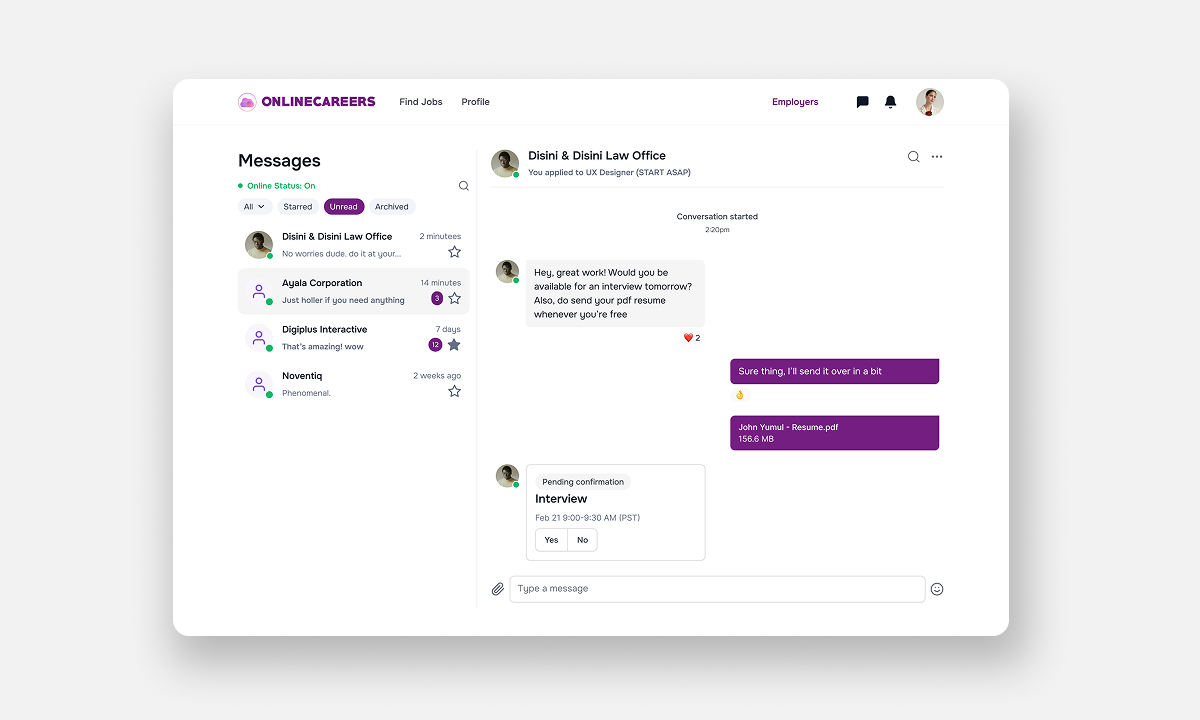 ONLINECAREERS
Find Jobs
Profile
Employers
Messages
Online Status: On
All
Starred
Unread
Archived
Disini & Disini Law Office
2 minutees
No worries dude. do it at your...
Ayala Corporation
14 minutes
Just holler if you need anything
3
Digiplus Interactive
7 days
That's amazing! wow
12
Noventiq
2 weeks ago
Phenomenal.
Disini & Disini Law Office
You applied to UX Designer (START ASAP)
Conversation started
2:20pm
Hey, great work! Would you be
available for an interview tomorrow?
Also, do send your pdf resume
whenever you're free
❤️ 2
Sure thing, I'll send it over in a bit
👌
John Yumul - Resume.pdf
156.6 MB
Pending confirmation
Interview
Feb 21 9:00-9:30 AM (PST)
Yes
No
Type a message